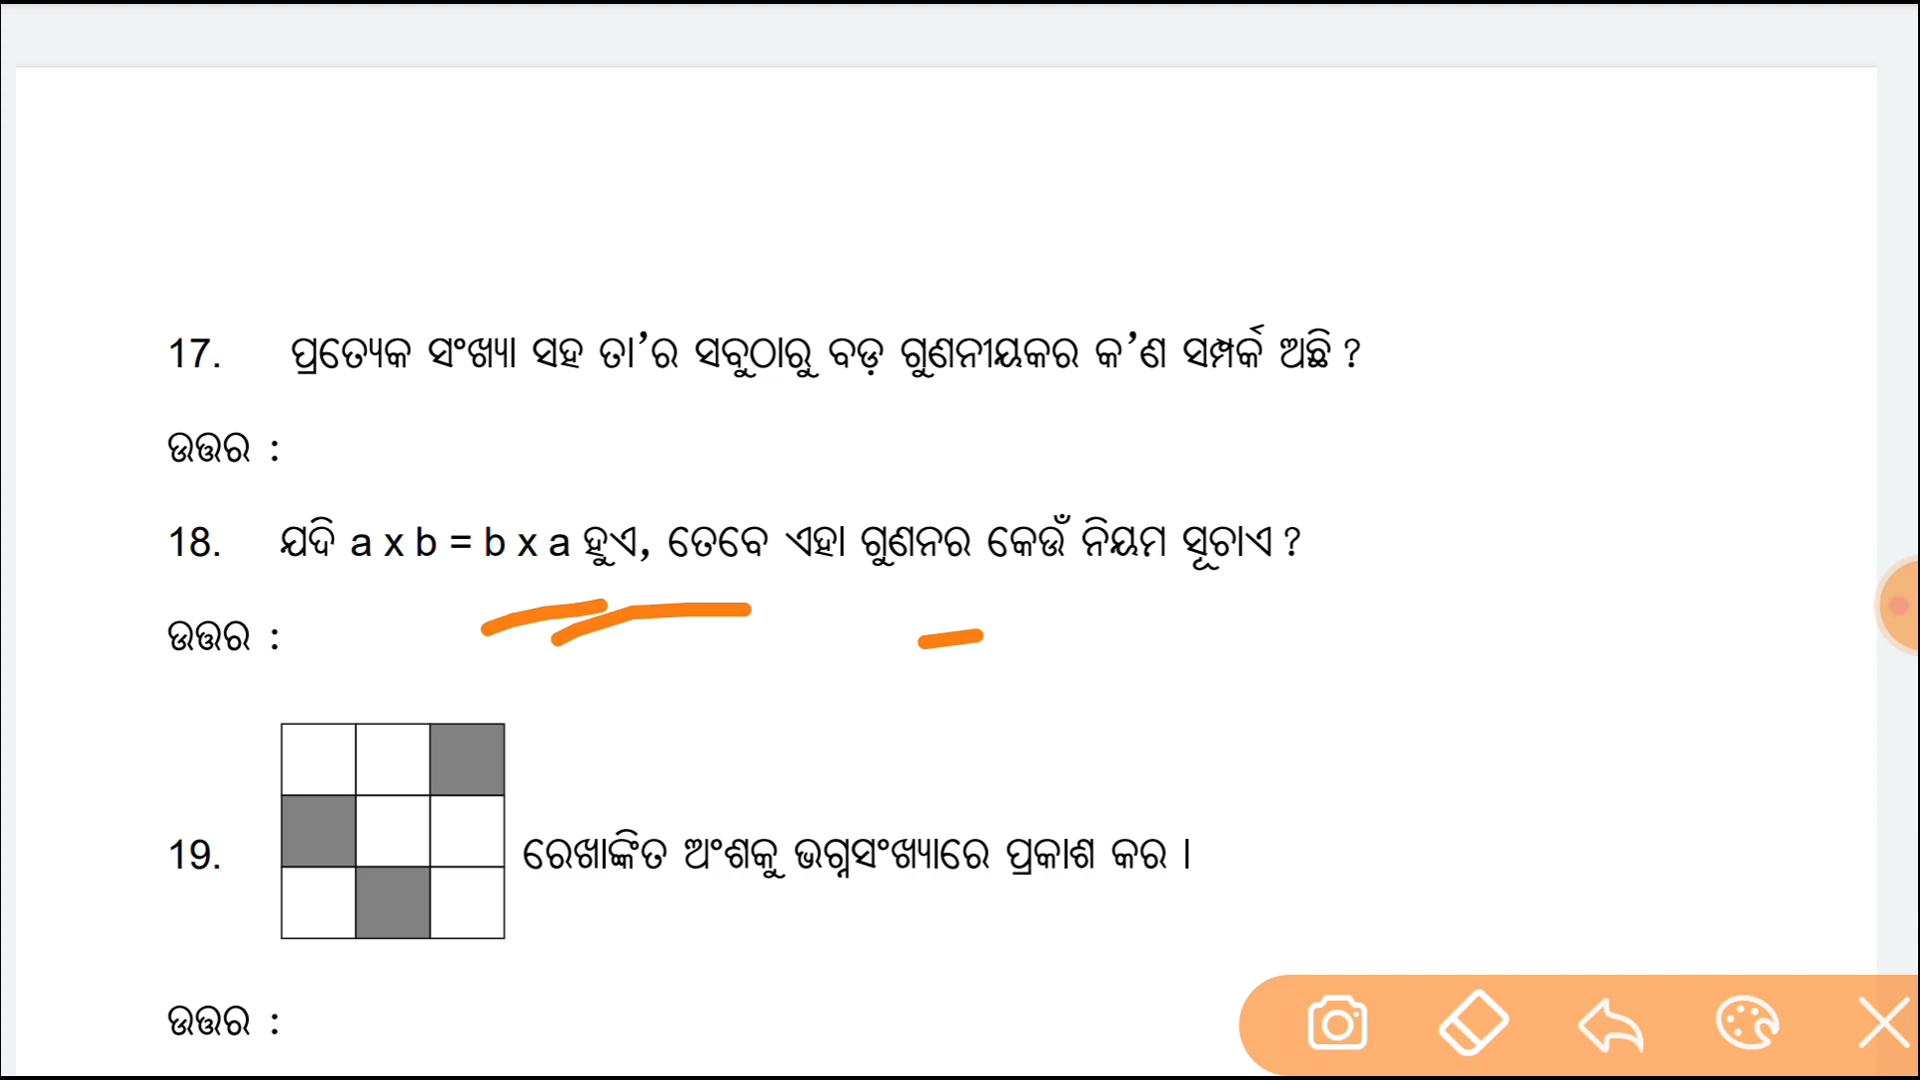 17. ପ୍ରତ୍ୟେକ ସଂଖ୍ୟା ସହ ତା’ର ସବୁଠାରୁ ବଡ଼ ଗୁଣନୀୟକର କ’ଣ ସମ୍ପର୍କ ଅଛି ?
ଉତ୍ତର :
18. ଯଦି a x b = b x a ହୁଏ, ତେବେ ଏହା ଗୁଣନର କେଉଁ ନିୟମ ସୂଚାଏ ?
ଉତ୍ତର :
19. ରେଖାଙ୍କିତ ଅଂଶକୁ ଭଗ୍ନସଂଖ୍ୟାରେ ପ୍ରକାଶ କର ।
ଉତ୍ତର :